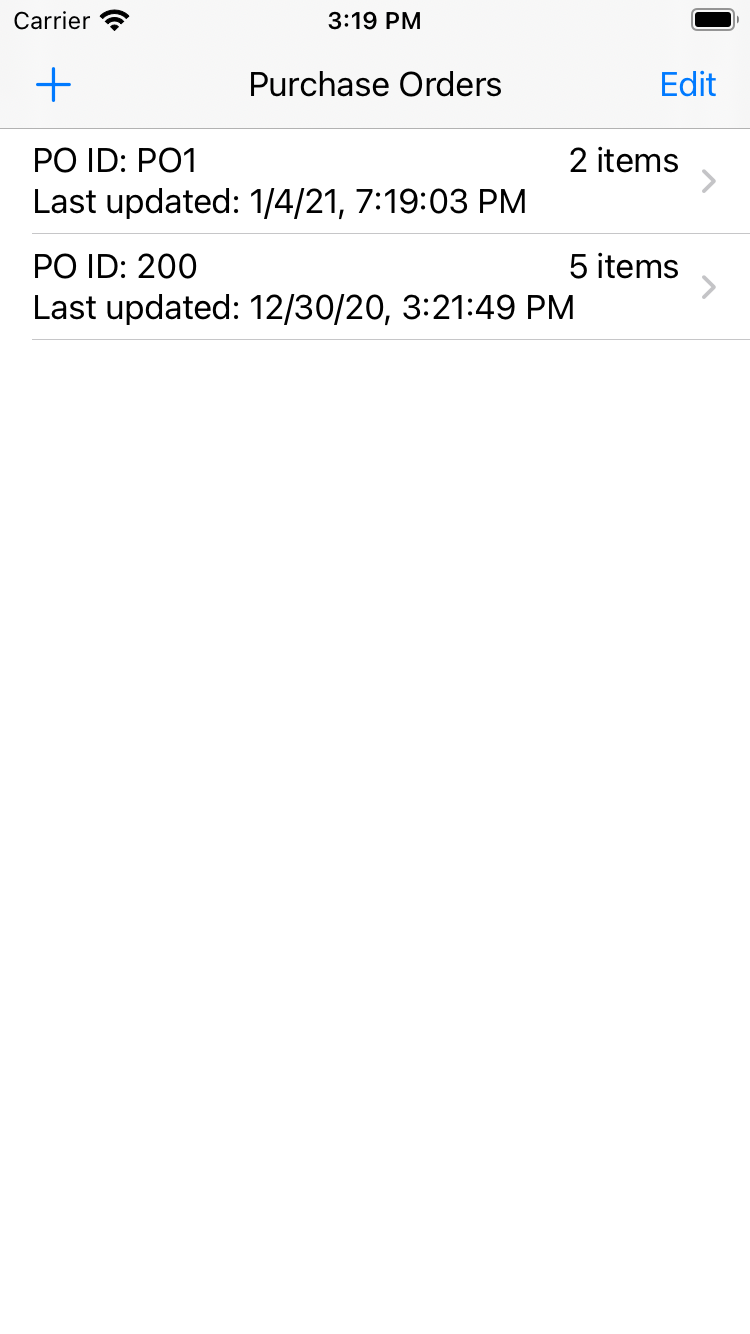 Carrier 3:19 PM
Purchase Orders Edit
PO ID: PO1 2 items
Last updated: 1/4/21, 7:19:03 PM
PO ID: 200 5 items
Last updated: 12/30/20, 3:21:49 PM